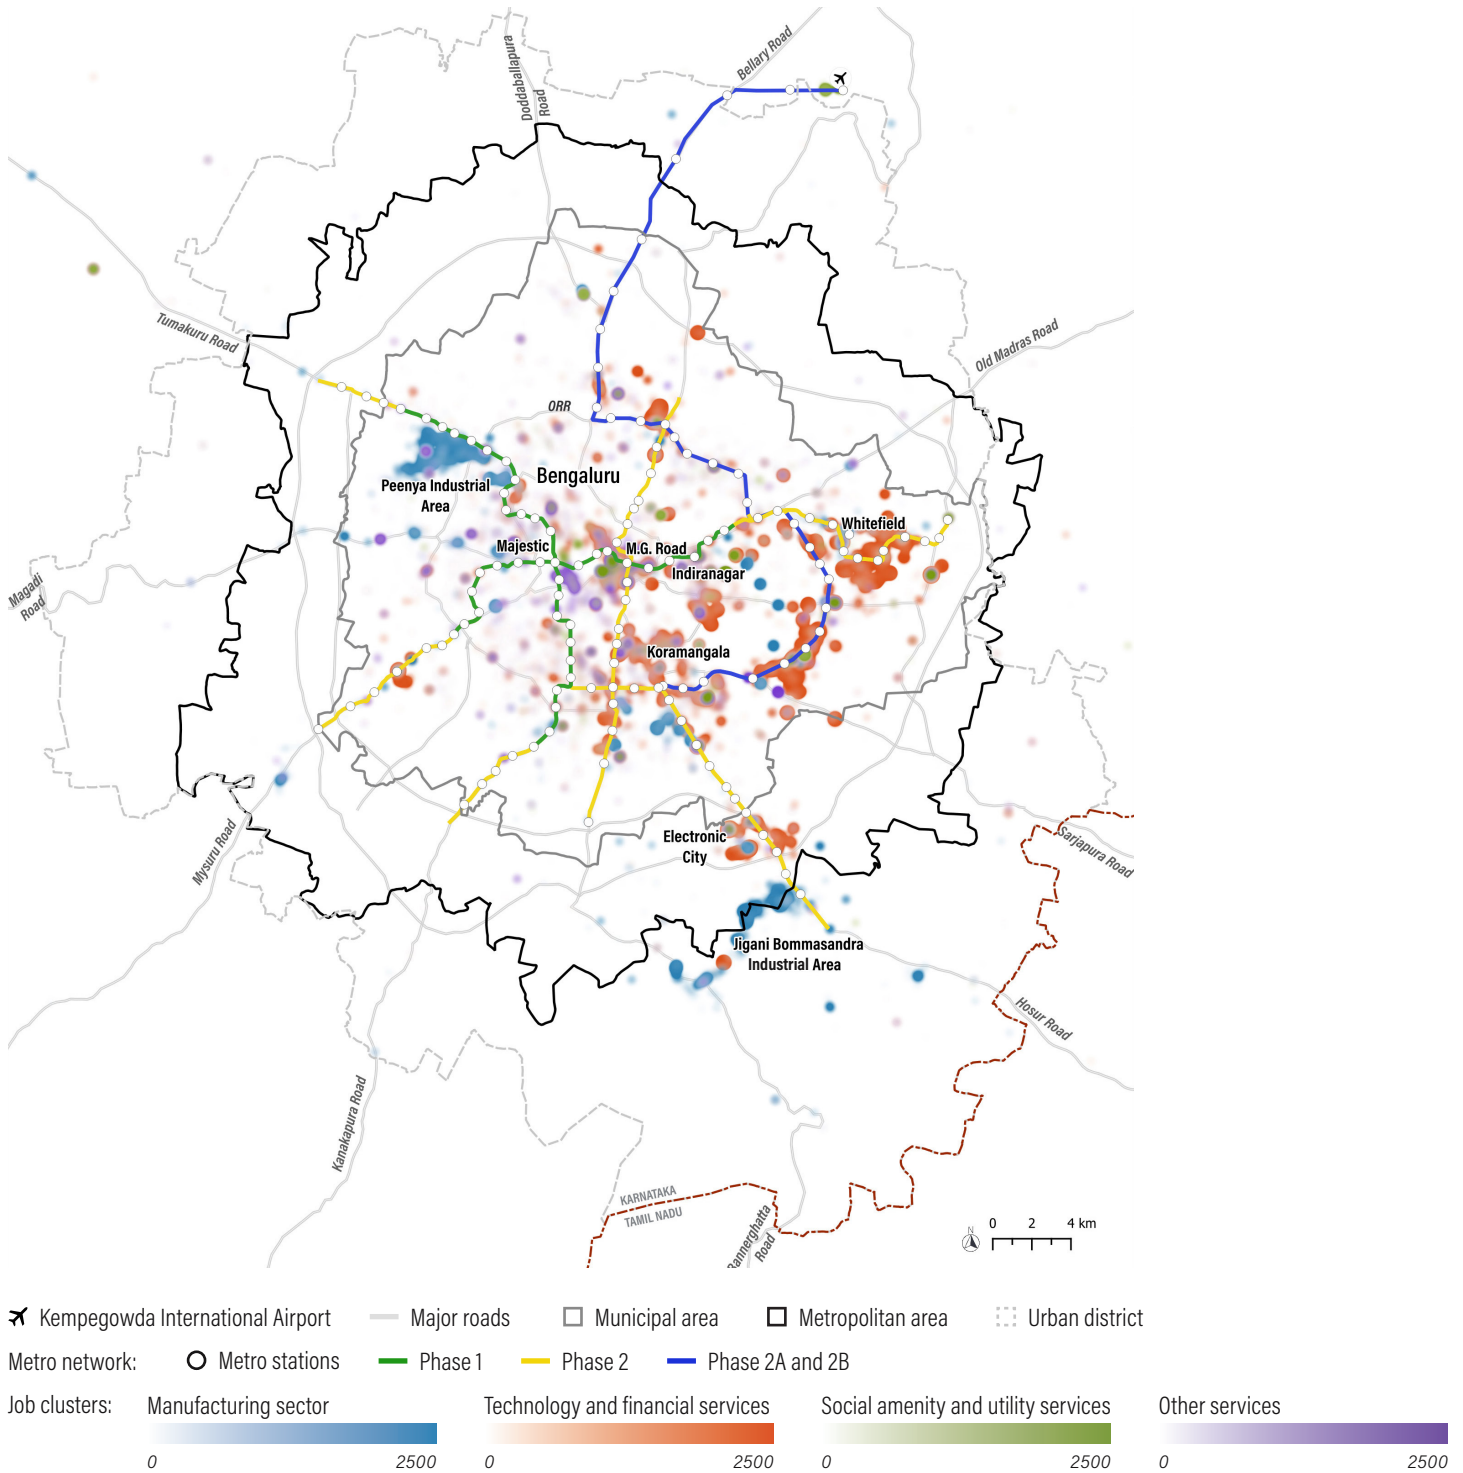 Bellary Road
Doddaballapura
Road
Tumakuru Road
Old Madras Road
ORR
Bengaluru
Peenya Industrial
Area
Whitefield
Majestic
M.G. Road
Indiranagar
Magadi
Road
Koramangala
Electronic
City
Mysuru Road
Sarjapura Road
Jigani Bommasandra
Industrial Area
Hosur Road
Kanakapura Road
KARNATAKA
TAMIL NADU
Bannerghatta
Road
N
0 2 4 km
Kempegowda International Airport Major roads Municipal area Metropolitan area Urban district
Metro network: Metro stations Phase 1 Phase 2 Phase 2A and 2B
Job clusters: Manufacturing sector Technology and financial services Social amenity and utility services Other services
0 2500 0 2500 0 2500 0 2500